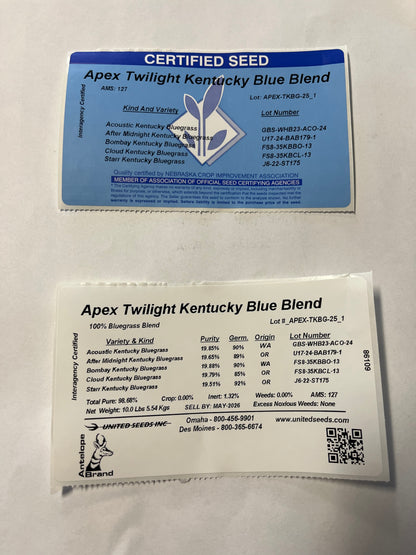 CERTIFIED SEED
Apex Twilight Kentucky Blue Blend
AMS: 127
Lot: APEX-TKBG-25_1
Interagency Certified
Kind And Variety Lot Number
Acoustic Kentucky Bluegrass GBS-WHB23-ACO-24
After Midnight Kentucky Bluegrass U17-24-BAB179-1
Bombay Kentucky Bluegrass FS8-35KBBO-13
Cloud Kentucky Bluegrass FS8-35KBCL-13
Starr Kentucky Bluegrass J6-22-ST175
Quality certified by NEBRASKA CROP IMPROVEMENT ASSOCIATION
MEMBER OF ASSOCIATION OF OFFICIAL SEED CERTIFYING AGENCIES
Apex Twilight Kentucky Blue Blend
Lot #_APEX-TKBG-25_1
100% Bluegrass Blend
Interagency Certified
Variety & Kind Purity Germ. Origin Lot Number
Acoustic Kentucky Bluegrass 19.85% 90% WA GBS-WHB23-ACO-24
After Midnight Kentucky Bluegrass 19.65% 89% OR U17-24-BAB179-1
Bombay Kentucky Bluegrass 19.88% 90% WA FS8-35KBBO-13
Cloud Kentucky Bluegrass 19.79% 85% OR FS8-35KBCL-13
Starr Kentucky Bluegrass 19.51% 92% OR J6-22-ST175
98109
Total Pure: 98.68% Crop: 0.00% Inert: 1.32% Weeds: 0.00% AMS: 127
Net Weight: 10.0 Lbs 5.54 Kgs SELL BY: MAY-2026 Excess Noxious Weeds: None
UNITED SEEDS INC
Omaha - 800-456-9901
Des Moines - 800-365-6674
www.unitedseeds.com
Antelope
Brand